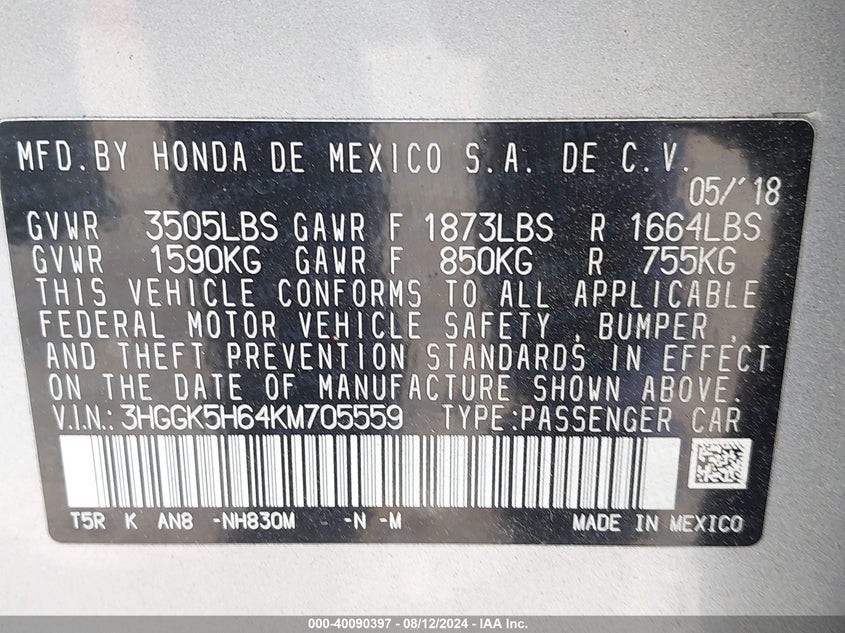 MFD.BY HONDA DE MEXICO S.A. DE C.V.
05/'18
GVWR 3505LBS GAWR F 1873LBS R 1664LBS
GVWR 1590KG GAWR F 850KG R 755KG
THIS VEHICLE CONFORMS TO ALL APPLICABLE
FEDERAL MOTOR VEHICLE SAFETY , BUMPER ,
AND THEFT PREVENTION STANDARDS IN EFFECT
ON THE DATE OF MANUFACTURE SHOWN ABOVE.
V.I.N.: 3HGGK5H64KM705559 TYPE:PASSENGER CAR
T5R K AN8 -NH830M -N -M MADE IN MEXICO
000-40090397 - 08/12/2024 - IAA Inc.